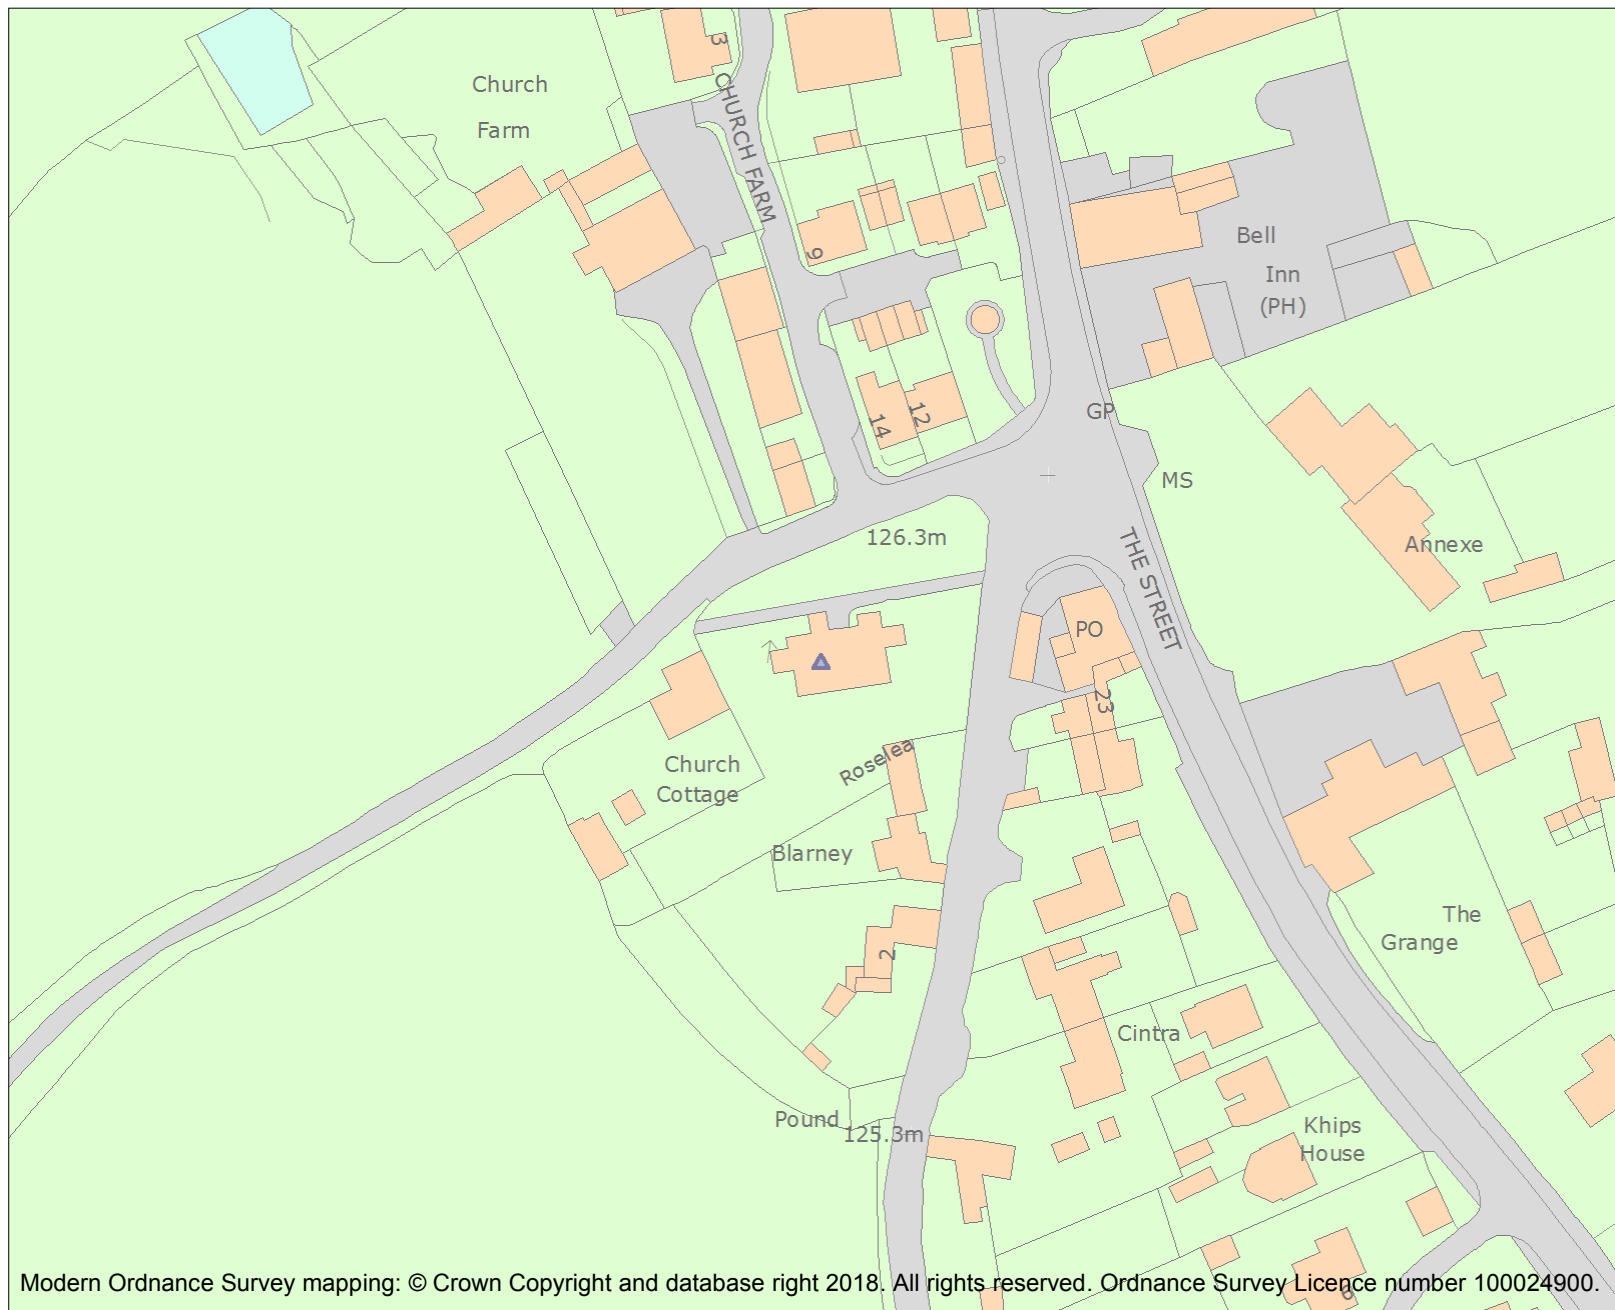 3
Church
Farm
CHURCH FARM
9
Bell
Inn
(PH)
14
12
GP
MS
126.3m
THE STREET
Annexe
PO
23
Roselea
Church
Cottage
Blarney
2
The
Grange
Cintra
Pound
125.3m
Khips
House
6
Modern Ordnance Survey mapping: © Crown Copyright and database right 2018. All rights reserved. Ordnance Survey Licence number 100024900.